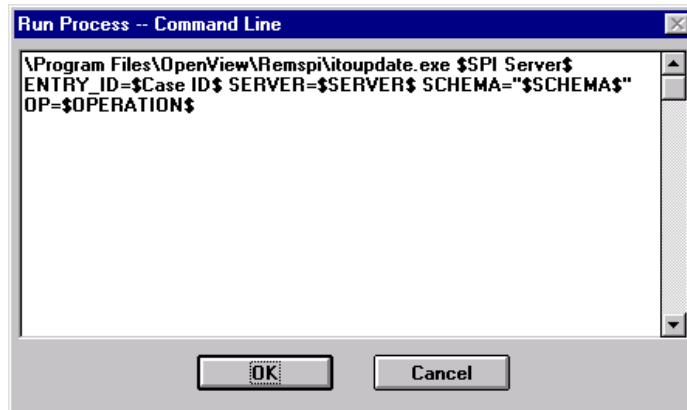 Run Process -- Command Line
\Program Files\OpenView\Remspi\itoupdate.exe $SPI Server$
ENTRY_ID=$Case ID$ SERVER=$SERVER$ SCHEMA="$SCHEMA$"
OP=$OPERATION$
OK
Cancel